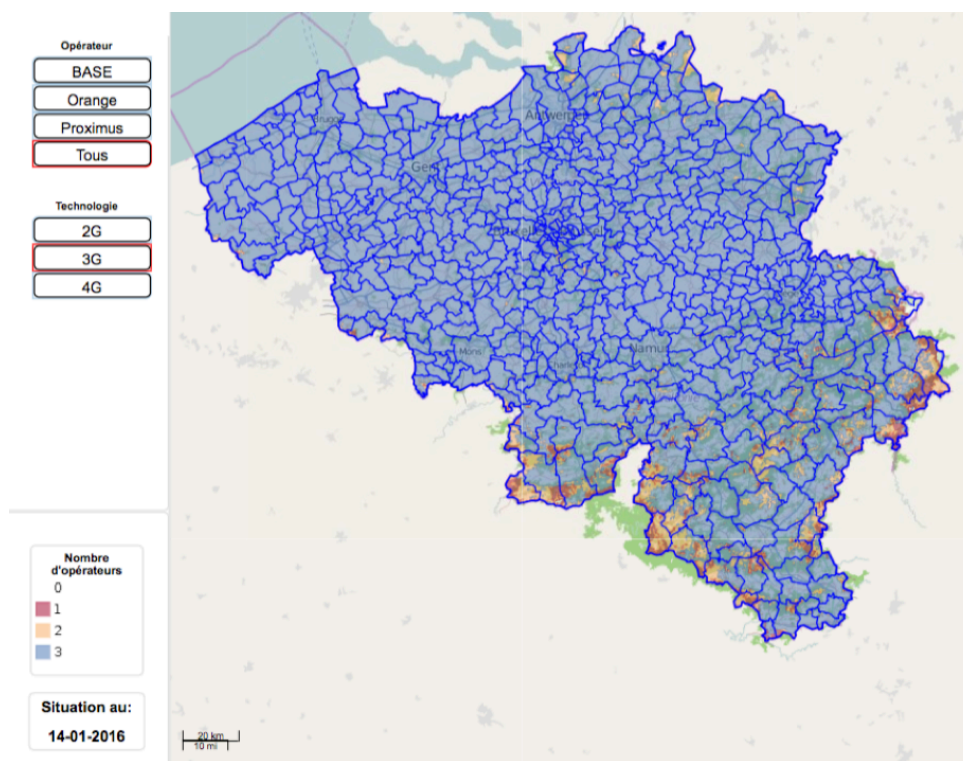 Opérateur
BASE
Orange
Proximus
Tous
Technologie
2G
3G
4G
Nombre
d'opérateurs
0
1
2
3
Situation au:
14-01-2016
Gent
Mons
Namur
20 km
10 mi